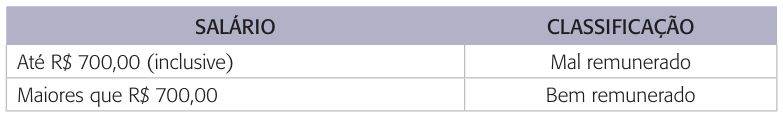 SALÁRIO CLASSIFICAÇÃO
Até R$ 700,00 (inclusive) Mal remunerado
Maiores que R$ 700,00 Bem remunerado